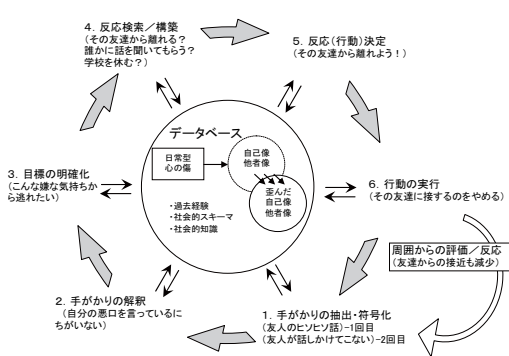 4. 反応検索／構築
(その友達から離れる?
誰かに話を聞いてもらう?
学校を休む?)
5. 反応(行動)決定
(その友達から離れよう!)
データベース
日常型
心の傷
自己像
他者像
歪んだ
自己像
他者像
・過去経験
・社会的スキーマ
・社会的知識
3. 目標の明確化
(こんな嫌な気持ちか
ら逃れたい)
6. 行動の実行
(その友達に接するのをやめる)
周囲からの評価／反応
(友達からの接近も減少)
2. 手がかりの解釈
(自分の悪口を言っているに
ちがいない)
1. 手がかりの抽出・符号化
(友人のヒソヒソ話)-1回目
(友人が話しかけてこない)-2回目